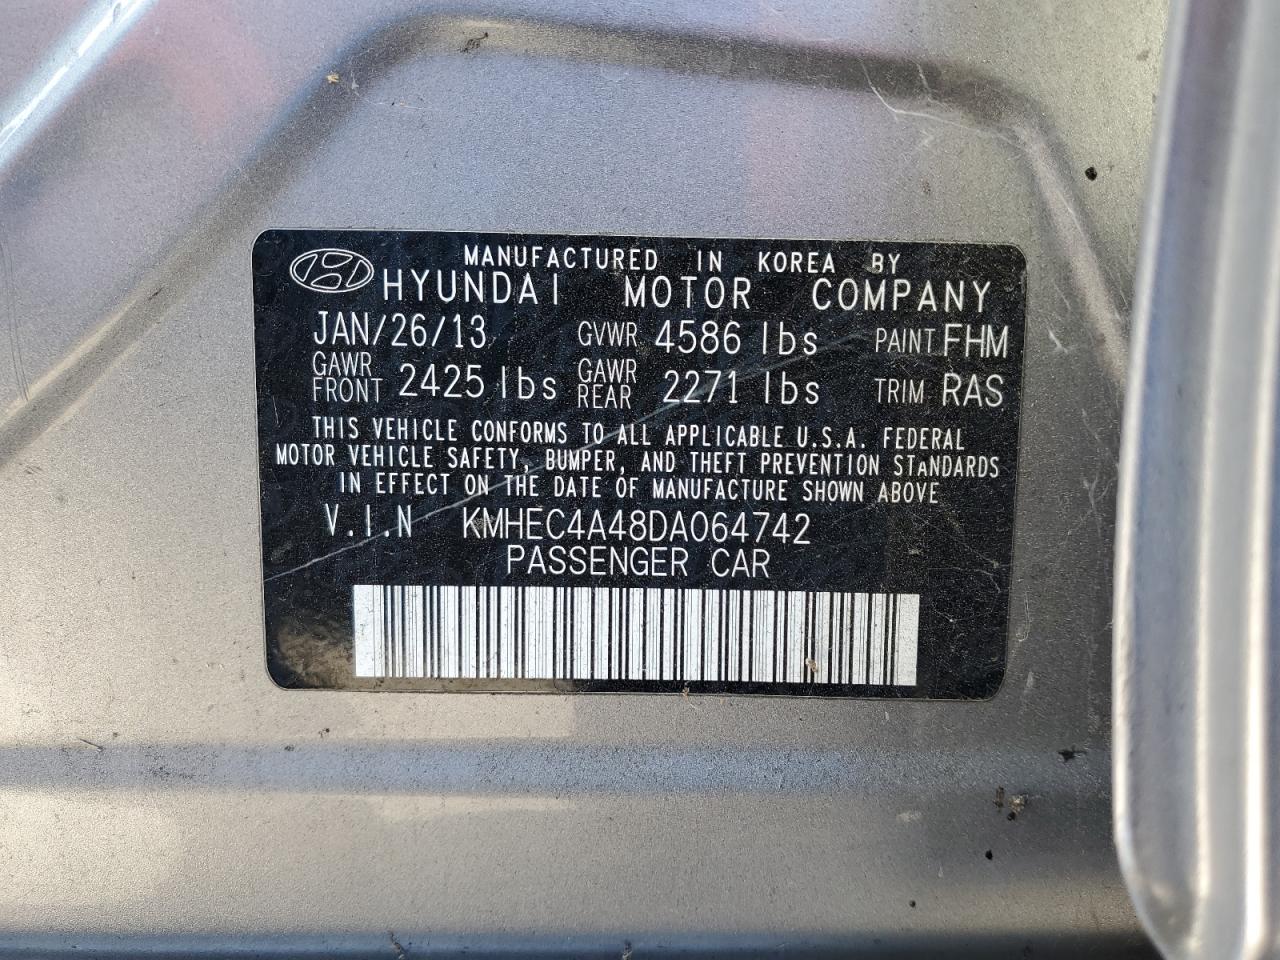 MANUFACTURED IN KOREA BY
HYUNDAI MOTOR COMPANY
JAN/26/13 GVWR 4586 lbs PAINT FHM
GAWR FRONT 2425 lbs GAWR REAR 2271 lbs TRIM RAS
THIS VEHICLE CONFORMS TO ALL APPLICABLE U.S.A. FEDERAL
MOTOR VEHICLE SAFETY, BUMPER, AND THEFT PREVENTION STANDARDS
IN EFFECT ON THE DATE OF MANUFACTURE SHOWN ABOVE
V.I.N KMHEC4A48DA064742
PASSENGER CAR